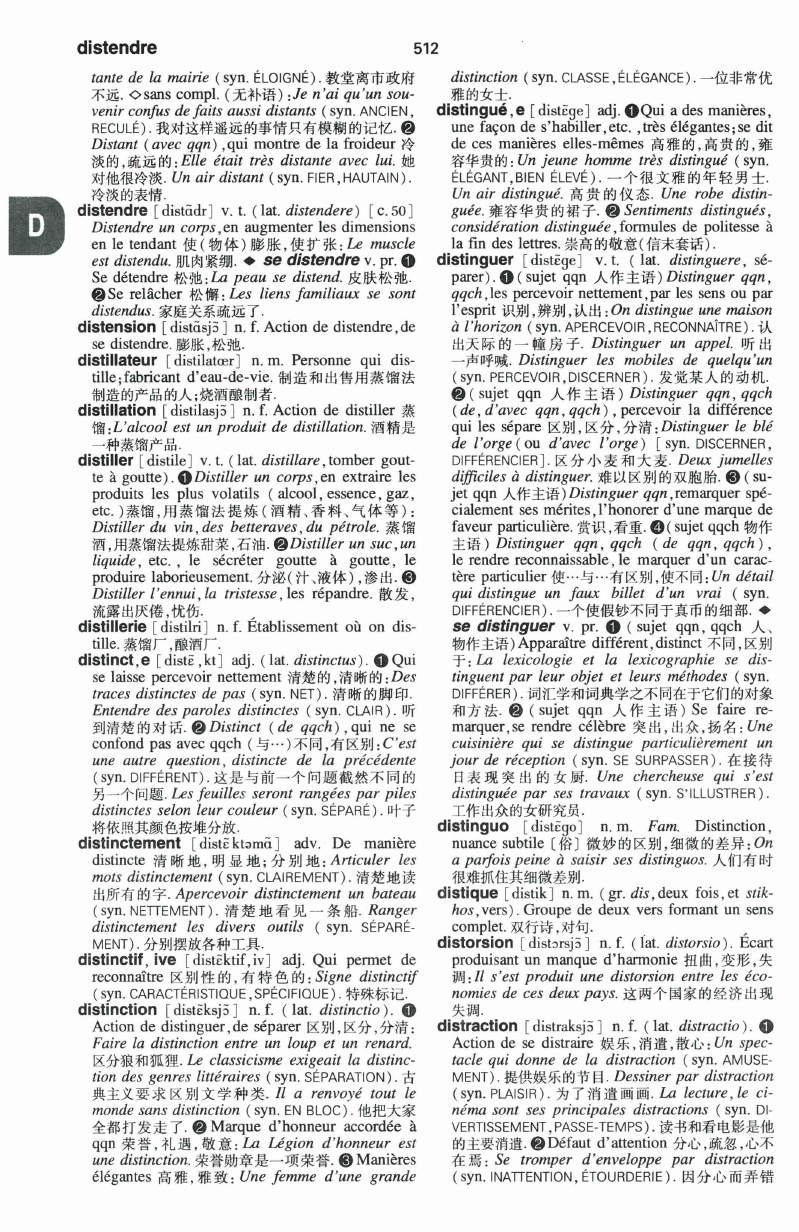 distendre
512
D
tante de la mairie (syn. ÉLOIGNÉ). 教堂离市政府
不远. ◇sans compl. (无补语):Je n'ai qu'un sou-
venir confus de faits aussi distants (syn. ANCIEN,
RECULÉ). 我对这样遥远的事情只有模糊的记忆. ❷
Distant (avec qqn),qui montre de la froideur 冷
淡的,疏远的:Elle était très distante avec lui. 她
对他很冷淡. Un air distant (syn. FIER,HAUTAIN).
冷淡的表情.
distendre [distɑ̃dr] v. t. (lat. distendere) [c.50]
Distendre un corps,en augmenter les dimensions
en le tendant 使(物体)膨胀,使扩张:Le muscle
est distendu. 肌肉紧绷. ◆ se distendre v. pr. ❶
Se détendre 松弛:La peau se distend. 皮肤松弛.
❷Se relâcher 松懈:Les liens familiaux se sont
distendus. 家庭关系疏远了.
distension [distɑ̃sjɔ̃] n. f. Action de distendre,de
se distendre. 膨胀,松弛.
distillateur [distilatœr] n. m. Personne qui dis-
tille;fabricant d'eau-de-vie. 制造和出售用蒸馏法
制造的产品的人;烧酒酿制者.
distillation [distilasjɔ̃] n. f. Action de distiller 蒸
馏:L'alcool est un produit de distillation. 酒精是
一种蒸馏产品.
distiller [distile] v. t. (lat. distillare,tomber gout-
te à goutte). ❶Distiller un corps,en extraire les
produits les plus volatils (alcool, essence, gaz,
etc.)蒸馏,用蒸馏法提炼(酒精、香料、气体等):
Distiller du vin,des betteraves,du pétrole. 蒸馏
酒,用蒸馏法提炼甜菜,石油. ❷Distiller un suc,un
liquide, etc., le sécréter goutte à goutte, le
produire laborieusement. 分泌(汁、液体),渗出. ❸
Distiller l'ennui,la tristesse,les répandre. 散发,
流露出厌倦,忧伤.
distillerie [distilri] n. f. Établissement où on dis-
tille. 蒸馏厂,酿酒厂.
distinct,e [distɛ̃,kt] adj. (lat. distinctus). ❶Qui
se laisse percevoir nettement 清楚的,清晰的:Des
traces distinctes de pas (syn. NET). 清晰的脚印.
Entendre des paroles distinctes (syn. CLAIR). 听
到清楚的对话. ❷Distinct (de qqch),qui ne se
confond pas avec qqch (与…)不同,有区别:C'est
une autre question, distincte de la précédente
(syn. DIFFÉRENT). 这是与前一个问题截然不同的
另一个问题. Les feuilles seront rangées par piles
distinctes selon leur couleur (syn. SÉPARÉ). 叶子
将依照其颜色按堆分放.
distinctement [distɛ̃ktəmɑ̃] adv. De manière
distincte 清晰地,明显地;分别地:Articuler les
mots distinctement (syn. CLAIREMENT). 清楚地读
出所有的字. Apercevoir distinctement un bateau
(syn. NETTEMENT). 清楚地看见一条船. Ranger
distinctement les divers outils (syn. SÉPARÉ-
MENT). 分别摆放各种工具.
distinctif, ive [distɛ̃ktif,iv] adj. Qui permet de
reconnaître 区别性的,有特色的:Signe distinctif
(syn. CARACTÉRISTIQUE,SPÉCIFIQUE). 特殊标记.
distinction [distɛ̃ksjɔ̃] n. f. (lat. distinctio). ❶
Action de distinguer,de séparer 区别,区分,分清:
Faire la distinction entre un loup et un renard.
区分狼和狐狸. Le classicisme exigeait la distinc-
tion des genres littéraires (syn. SÉPARATION). 古
典主义要求区别文学种类. Il a renvoyé tout le
monde sans distinction (syn. EN BLOC). 他把大家
全都打发走了. ❷Marque d'honneur accordée à
qqn 荣誉,礼遇,敬意:La Légion d'honneur est
une distinction. 荣誉勋章是一项荣誉. ❸Manières
élégantes 高雅,雅致:Une femme d'une grande
distinction (syn. CLASSE,ÉLÉGANCE). 一位非常优
雅的女士.
distingué,e [distɛ̃ge] adj. ❶Qui a des manières,
une façon de s'habiller,etc.,très élégantes;se dit
de ces manières elles-mêmes 高雅的,高贵的,雍
容华贵的:Un jeune homme très distingué (syn.
ÉLÉGANT,BIEN ÉLEVÉ). 一个很文雅的年轻男士.
Un air distingué. 高贵的仪态. Une robe distin-
guée. 雍容华贵的裙子. ❷Sentiments distingués,
considération distinguée,formules de politesse à
la fin des lettres. 崇高的敬意(信末套话).
distinguer [distɛ̃ge] v. t. (lat. distinguere, sé-
parer). ❶(sujet qqn 人作主语)Distinguer qqn,
qqch,les percevoir nettement,par les sens ou par
l'esprit 识别,辨别,认出:On distingue une maison
à l'horizon (syn. APERCEVOIR,RECONNAÎTRE). 认
出天际的一幢房子. Distinguer un appel. 听出
一声呼喊. Distinguer les mobiles de quelqu'un
(syn. PERCEVOIR,DISCERNER). 发觉某人的动机.
❷(sujet qqn 人作主语) Distinguer qqn, qqch
(de,d'avec qqn,qqch), percevoir la différence
qui les sépare 区别,区分,分清:Distinguer le blé
de l'orge(ou d'avec l'orge) [syn. DISCERNER,
DIFFÉRENCIER]. 区分小麦和大麦. Deux jumelles
difficiles à distinguer. 难以区别的双胞胎. ❸(su-
jet qqn 人作主语)Distinguer qqn,remarquer spé-
cialement ses mérites,l'honorer d'une marque de
faveur particulière. 赏识,看重. ❹(sujet qqch 物作
主语) Distinguer qqn, qqch (de qqn, qqch),
le rendre reconnaissable,le marquer d'un carac-
tère particulier 使…与…有区别,使不同:Un détail
qui distingue un faux billet d'un vrai (syn.
DIFFÉRENCIER). 一个使假钞不同于真币的细部. ◆
se distinguer v. pr. ❶ (sujet qqn, qqch 人、
物作主语)Apparaître différent,distinct 不同,区别
于: La lexicologie et la lexicographie se dis-
tinguent par leur objet et leurs méthodes (syn.
DIFFÉRER). 词汇学和词典学之不同在于它们的对象
和方法. ❷ (sujet qqn 人作主语) Se faire re-
marquer,se rendre célèbre 突出,出众,扬名:Une
cuisinière qui se distingue particulièrement un
jour de réception (syn. SE SURPASSER). 在接待
日表现突出的女厨. Une chercheuse qui s'est
distinguée par ses travaux (syn. S'ILLUSTRER).
工作出众的女研究员.
distinguo [distɛ̃go] n. m. Fam. Distinction,
nuance subtile〔俗〕微妙的区别,细微的差异:On
a parfois peine à saisir ses distinguos. 人们有时
很难抓住其细微差别.
distique [distik] n. m. (gr. dis,deux fois,et stik-
hos,vers). Groupe de deux vers formant un sens
complet. 双行诗,对句.
distorsion [distɔrsjɔ̃] n. f. (lat. distorsio). Écart
produisant un manque d'harmonie 扭曲,变形,失
调:Il s'est produit une distorsion entre les éco-
nomies de ces deux pays. 这两个国家的经济出现
失调.
distraction [distraksjɔ̃] n. f. (lat. distractio). ❶
Action de se distraire 娱乐,消遣,散心:Un spec-
tacle qui donne de la distraction (syn. AMUSE-
MENT). 提供娱乐的节目. Dessiner par distraction
(syn. PLAISIR). 为了消遣画画. La lecture,le ci-
néma sont ses principales distractions (syn. DI-
VERTISSEMENT,PASSE-TEMPS). 读书和看电影是他
的主要消遣. ❷Défaut d'attention 分心,疏忽,心不
在焉: Se tromper d'enveloppe par distraction
(syn. INATTENTION,ÉTOURDERIE). 因分心而弄错